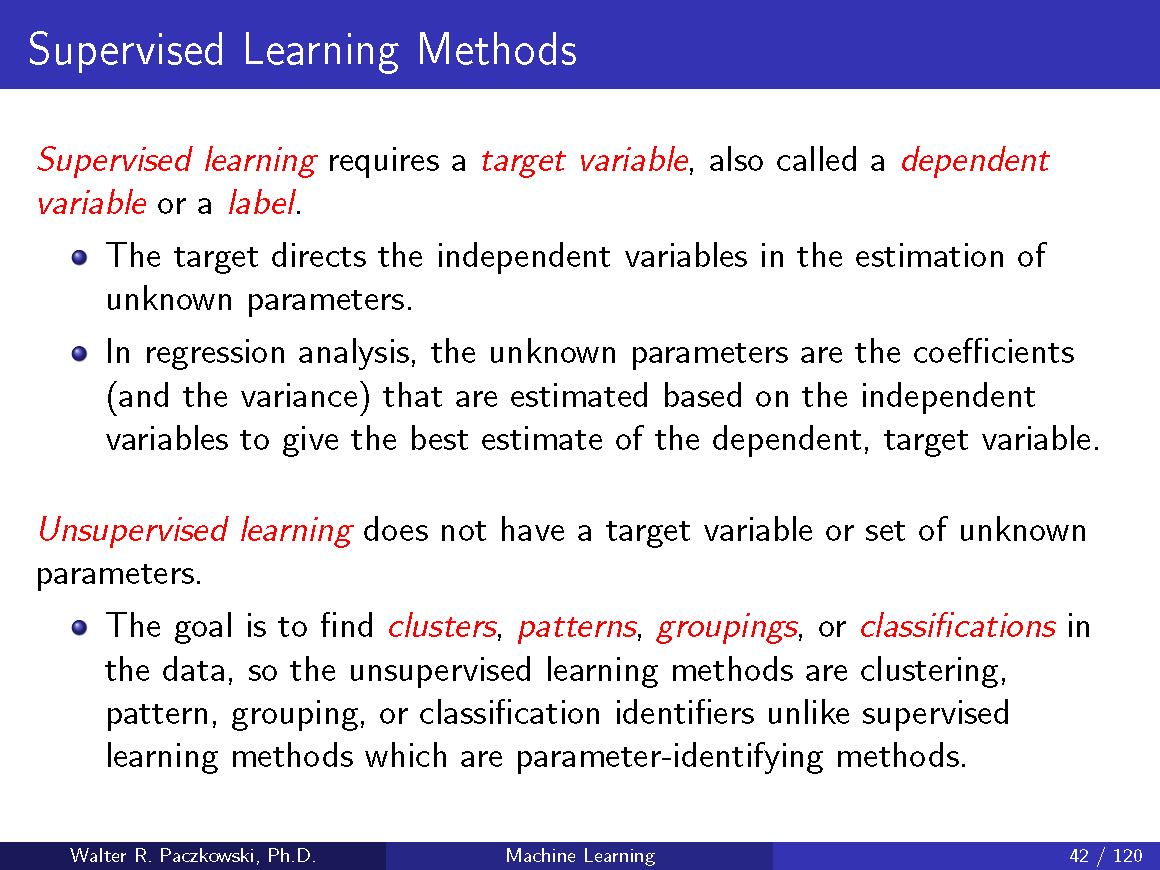 Supervised Learning Methods
Supervised learning requires a target variable, also called a dependent
variable or a label.
The target directs the independent variables in the estimation of
unknown parameters.
In regression analysis, the unknown parameters are the coefficients
(and the variance) that are estimated based on the independent
variables to give the best estimate of the dependent, target variable.
Unsupervised learning does not have a target variable or set of unknown
parameters.
The goal is to find clusters, patterns, groupings, or classifications in
the data, so the unsupervised learning methods are clustering,
pattern, grouping, or classification identifiers unlike supervised
learning methods which are parameter-identifying methods.
Walter R. Paczkowski, Ph.D. Machine Learning 42 / 120